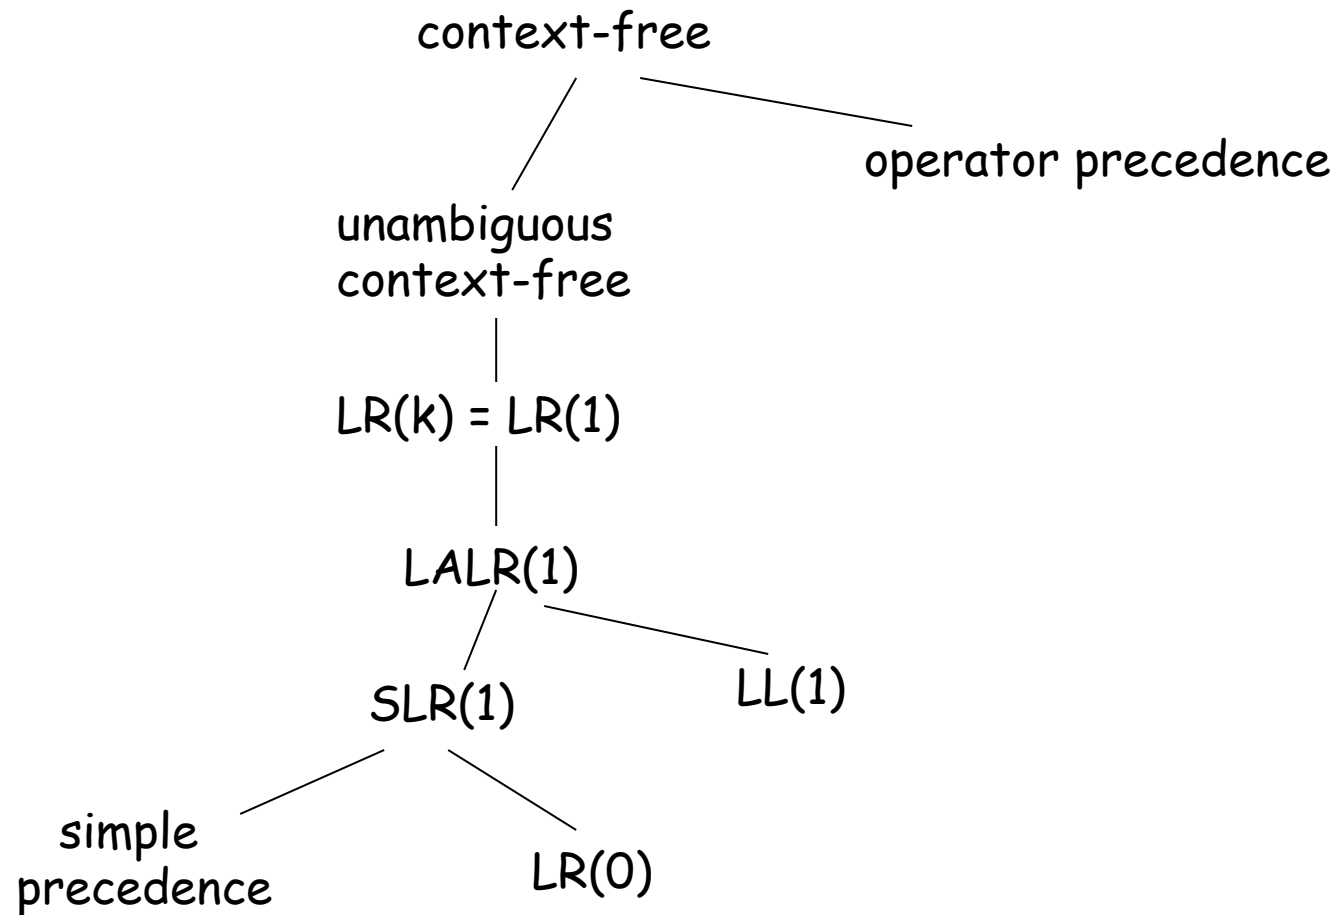 context-free
operator precedence
unambiguous
context-free
LR(k) = LR(1)
LALR(1)
LL(1)
SLR(1)
simple
precedence
LR(0)